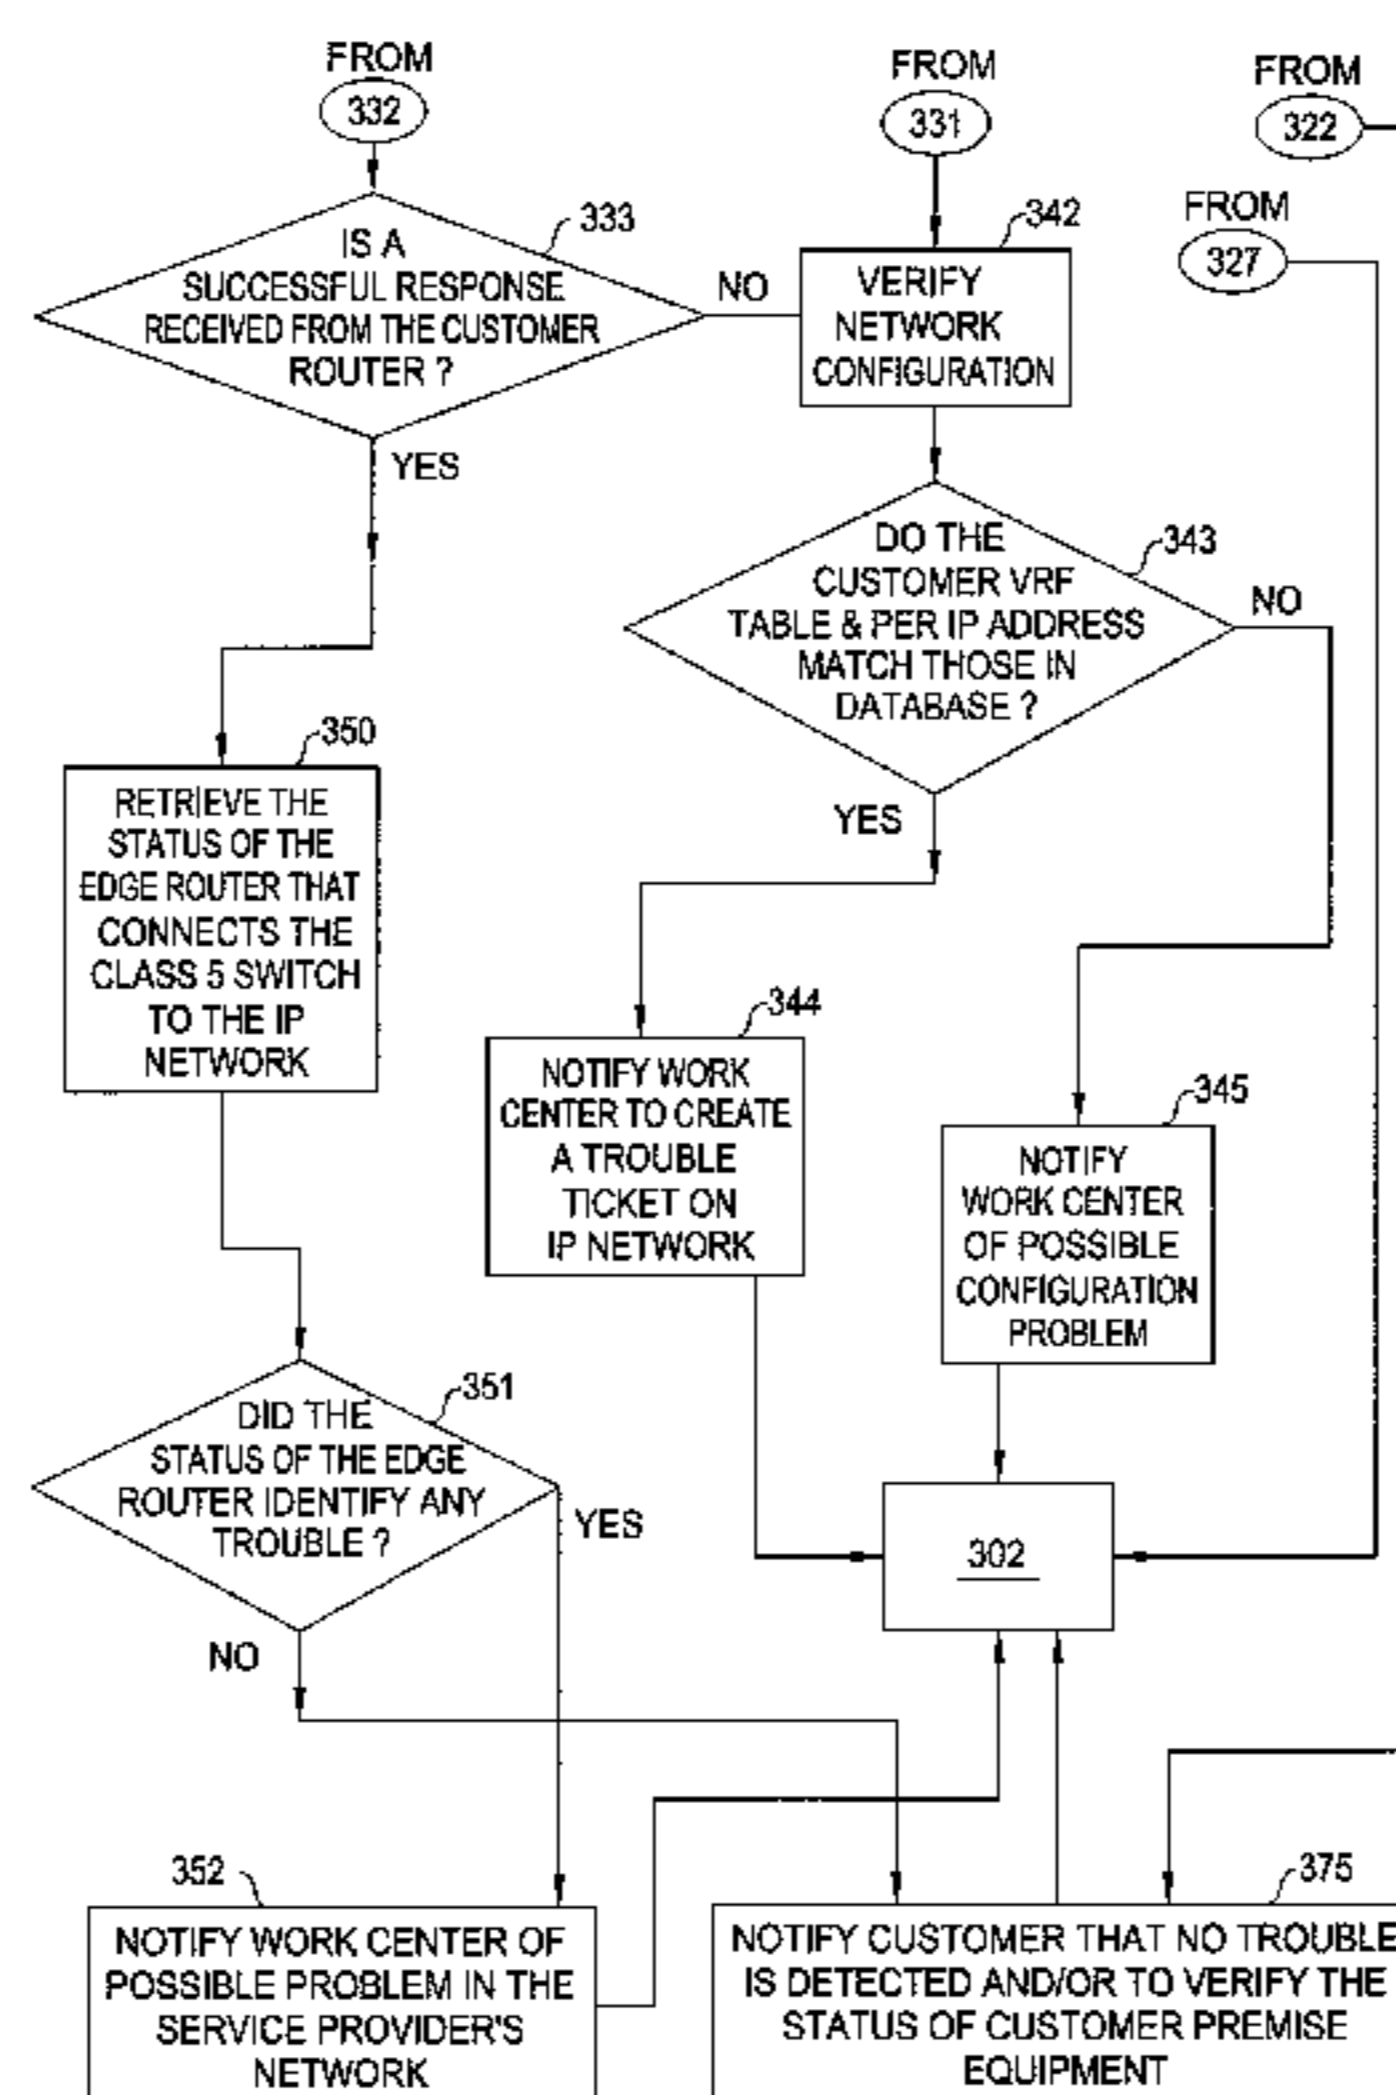 FROM
332
FROM
331
FROM
322
FROM
327
333
IS A
SUCCESSFUL RESPONSE
RECEIVED FROM THE CUSTOMER
ROUTER ?
NO
YES
342
VERIFY
NETWORK
CONFIGURATION
343
DO THE
CUSTOMER VRF
TABLE & PER IP ADDRESS
MATCH THOSE IN
DATABASE ?
NO
YES
350
RETRIEVE THE
STATUS OF THE
EDGE ROUTER THAT
CONNECTS THE
CLASS 5 SWITCH
TO THE IP
NETWORK
344
NOTIFY WORK
CENTER TO CREATE
A TROUBLE
TICKET ON
IP NETWORK
345
NOTIFY
WORK CENTER
OF POSSIBLE
CONFIGURATION
PROBLEM
351
DID THE
STATUS OF THE EDGE
ROUTER IDENTIFY ANY
TROUBLE ?
YES
NO
302
352
NOTIFY WORK CENTER OF
POSSIBLE PROBLEM IN THE
SERVICE PROVIDER'S
NETWORK
375
NOTIFY CUSTOMER THAT NO TROUBLE
IS DETECTED AND/OR TO VERIFY THE
STATUS OF CUSTOMER PREMISE
EQUIPMENT